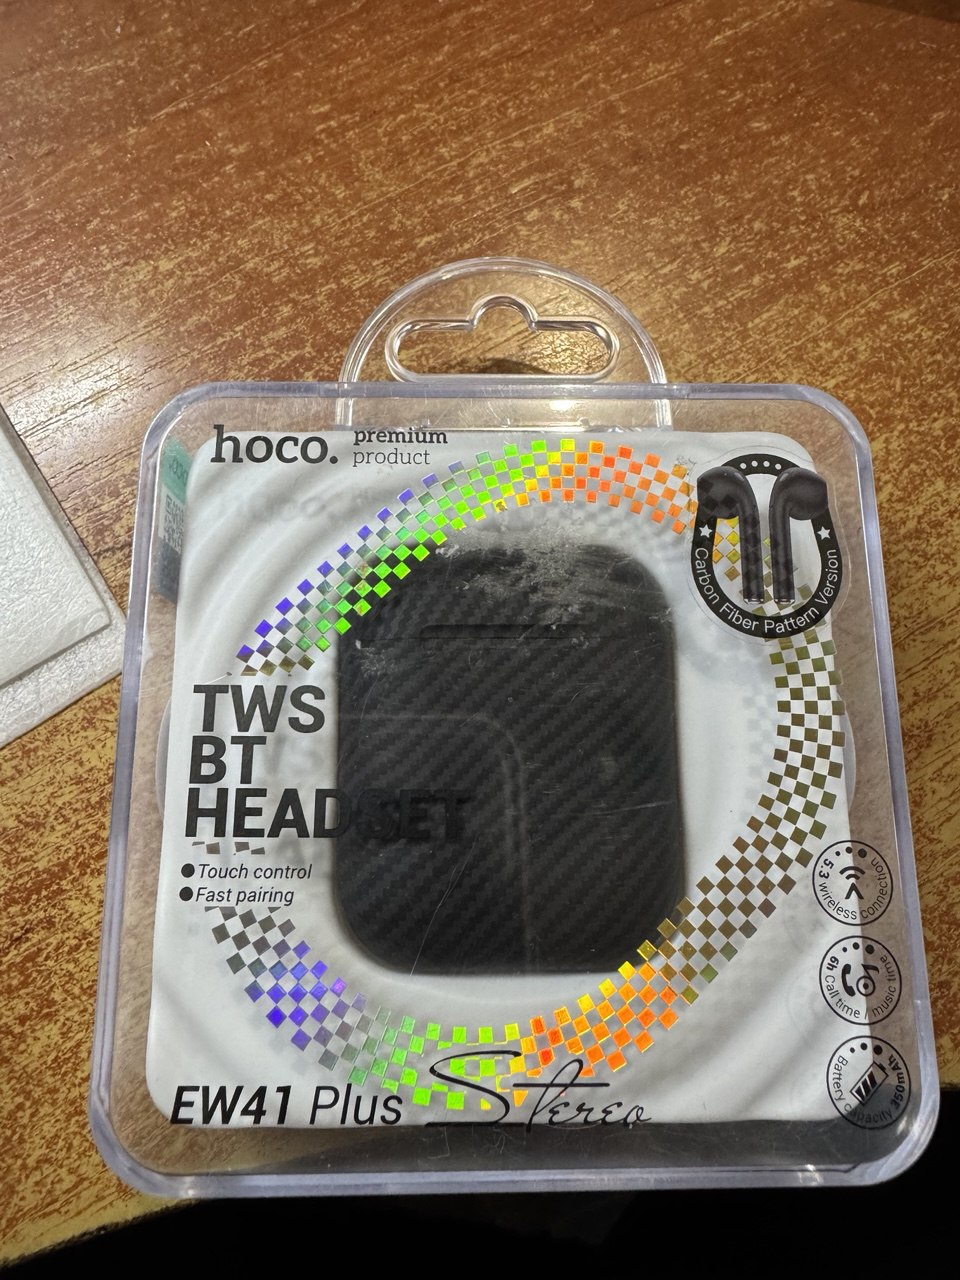 hoco.
premium
product
Carbon Fiber Pattern Version
TWS
BT
HEADSET
Touch control
Fast pairing
5.3 wireless connection
6h Call time / music time
Battery capacity 350mAh
EW41 Plus
Stereo